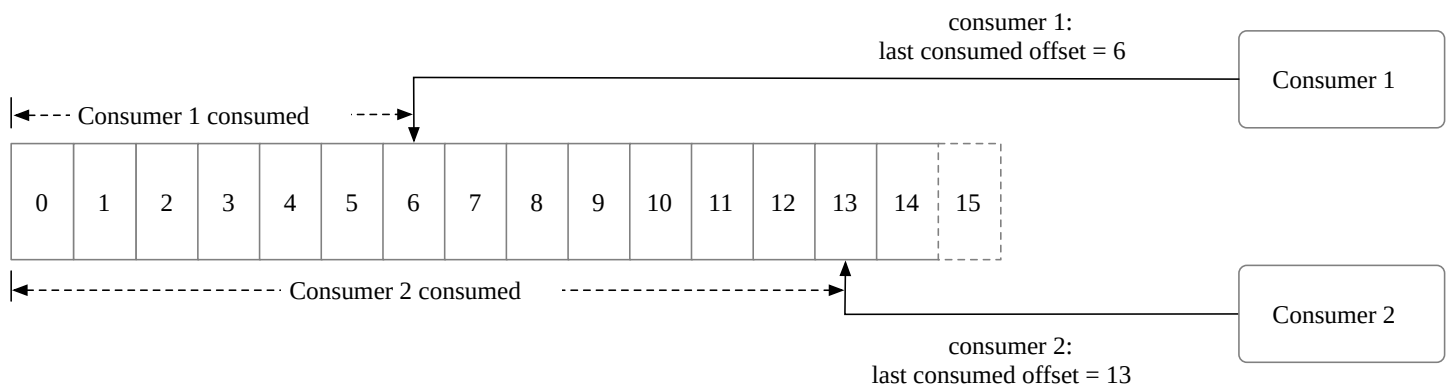 consumer 1:
last consumed offset = 6
Consumer 1
Consumer 1 consumed
0 1 2 3 4 5 6 7 8 9 10 11 12 13 14 15
Consumer 2 consumed
Consumer 2
consumer 2:
last consumed offset = 13